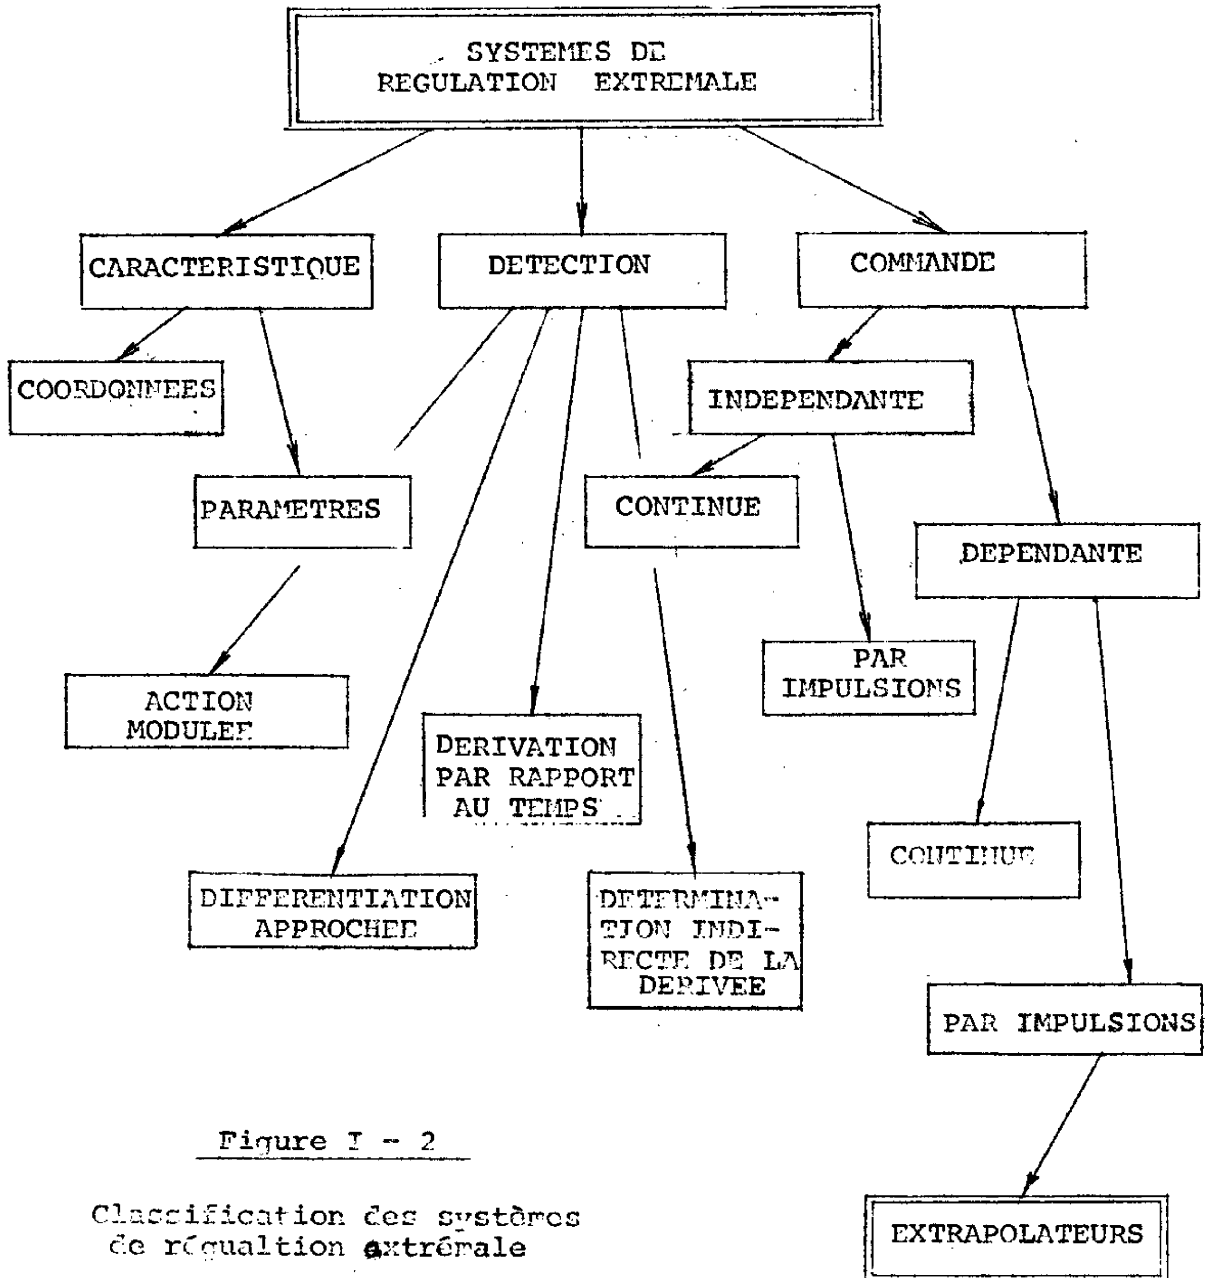 SYSTEMES DE
REGULATION EXTREMALE
CARACTERISTIQUE
DETECTION
COMMANDE
COORDONNEES
INDEPENDANTE
PARAMETRES
CONTINUE
DEPENDANTE
PAR
IMPULSIONS
ACTION
MODULEE
DERIVATION
PAR RAPPORT
AU TEMPS
CONTINUE
DIFFERENTIATION
APPROCHEE
DETERMINA-
TION INDI-
RECTE DE LA
DERIVEE
PAR IMPULSIONS
EXTRAPOLATEURS
Figure I - 2
Classification des systèmes
de régualtion extrémale